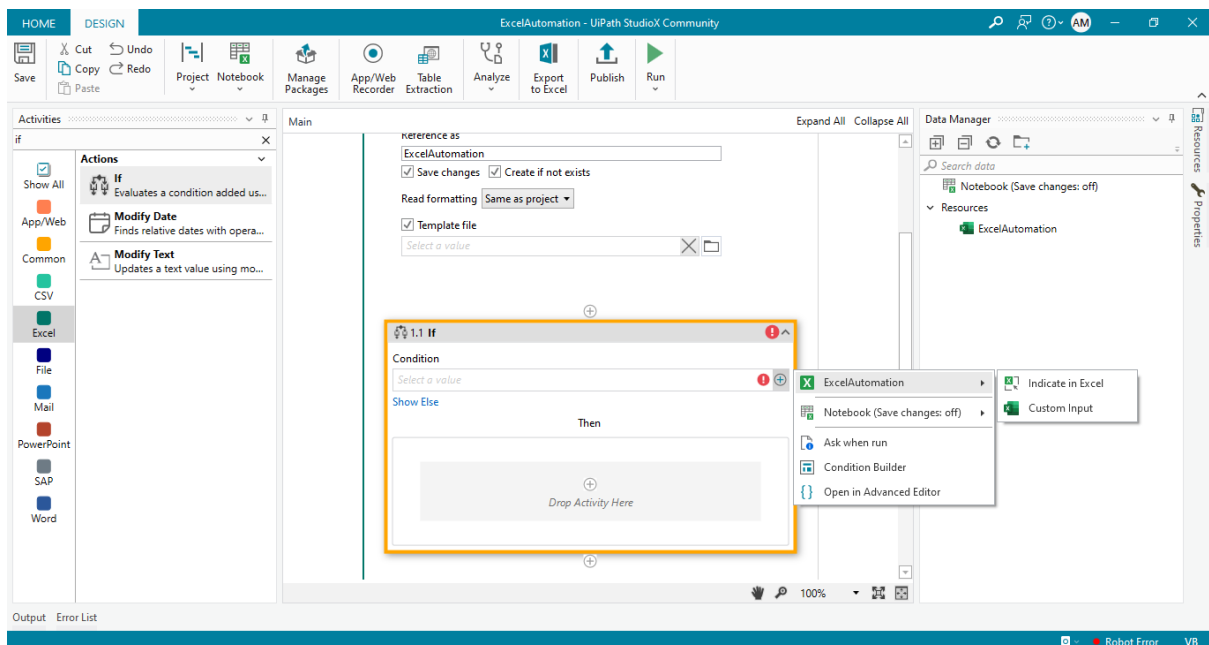 HOME DESIGN ExcelAutomation - UiPath StudioX Community AM
Save
Cut
Copy
Paste
Undo
Redo
Project
Notebook
Manage
Packages
App/Web
Recorder
Table
Extraction
Analyze
Export
to Excel
Publish
Run
Activities
if
Show All
App/Web
Common
CSV
Excel
File
Mail
PowerPoint
SAP
Word
Actions
If
Evaluates a condition added us...
Modify Date
Finds relative dates with opera...
Modify Text
Updates a text value using mo...
Main Expand All Collapse All
Reference as
ExcelAutomation
Save changes Create if not exists
Read formatting Same as project
Template file
Select a value
1.1 If
Condition
Select a value
Show Else
Then
Drop Activity Here
ExcelAutomation
Notebook (Save changes: off)
Ask when run
Condition Builder
{} Open in Advanced Editor
Indicate in Excel
Custom Input
100%
Data Manager
Search data
Notebook (Save changes: off)
Resources
ExcelAutomation
Resources
Properties
Output Error List
Robot Error VB